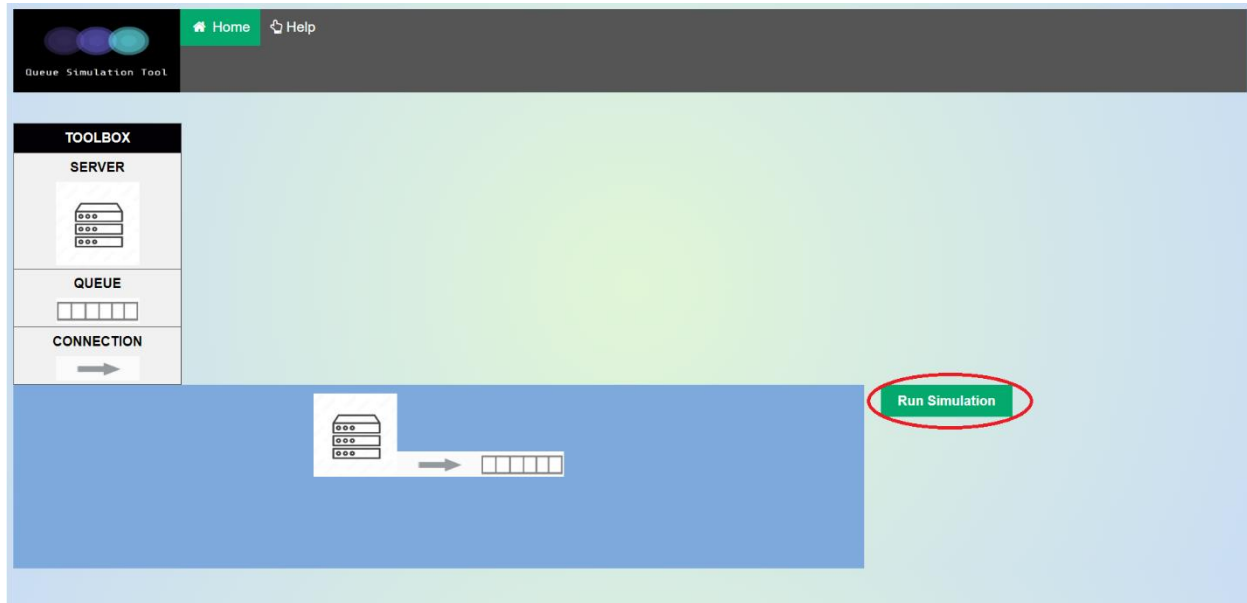 Home
Help
Queue Simulation Tool
TOOLBOX
SERVER
QUEUE
CONNECTION
Run Simulation